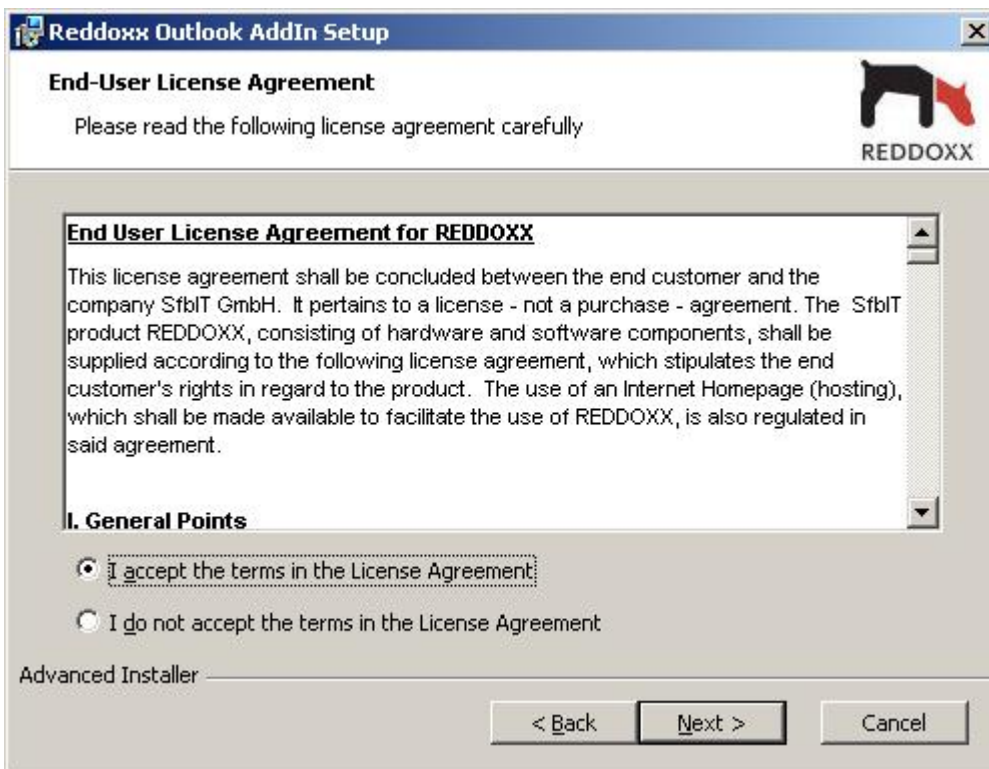 Reddoxx Outlook AddIn Setup
End-User License Agreement
Please read the following license agreement carefully
REDDOXX
End User License Agreement for REDDOXX
This license agreement shall be concluded between the end customer and the
company SfbIT GmbH.  It pertains to a license - not a purchase - agreement. The  SfbIT
product REDDOXX, consisting of hardware and software components, shall be
supplied according to the following license agreement, which stipulates the end
customer's rights in regard to the product.  The use of an Internet Homepage (hosting),
which shall be made available to facilitate the use of REDDOXX, is also regulated in
said agreement.
I. General Points
I accept the terms in the License Agreement
I do not accept the terms in the License Agreement
Advanced Installer
< Back
Next >
Cancel